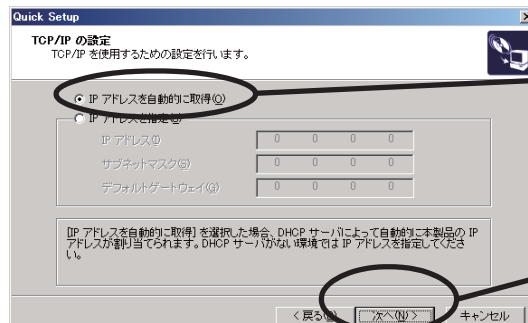 Quick Setup
TCP/IP の設定
TCP/IP を使用するための設定を行います。
IP アドレスを自動的に取得(O)
IP アドレスを指定(S)
IP アドレス(I)
0 0 0 0
サブネットマスク(S)
0 0 0 0
デフォルトゲートウェイ(G)
0 0 0 0
[IP アドレスを自動的に取得] を選択した場合、DHCP サーバによって自動的に本製品の IP
アドレスが割り当てられます。DHCP サーバがない環境では IP アドレスを指定してくださ
い。
< 戻る(B)
次へ(N) >
キャンセル